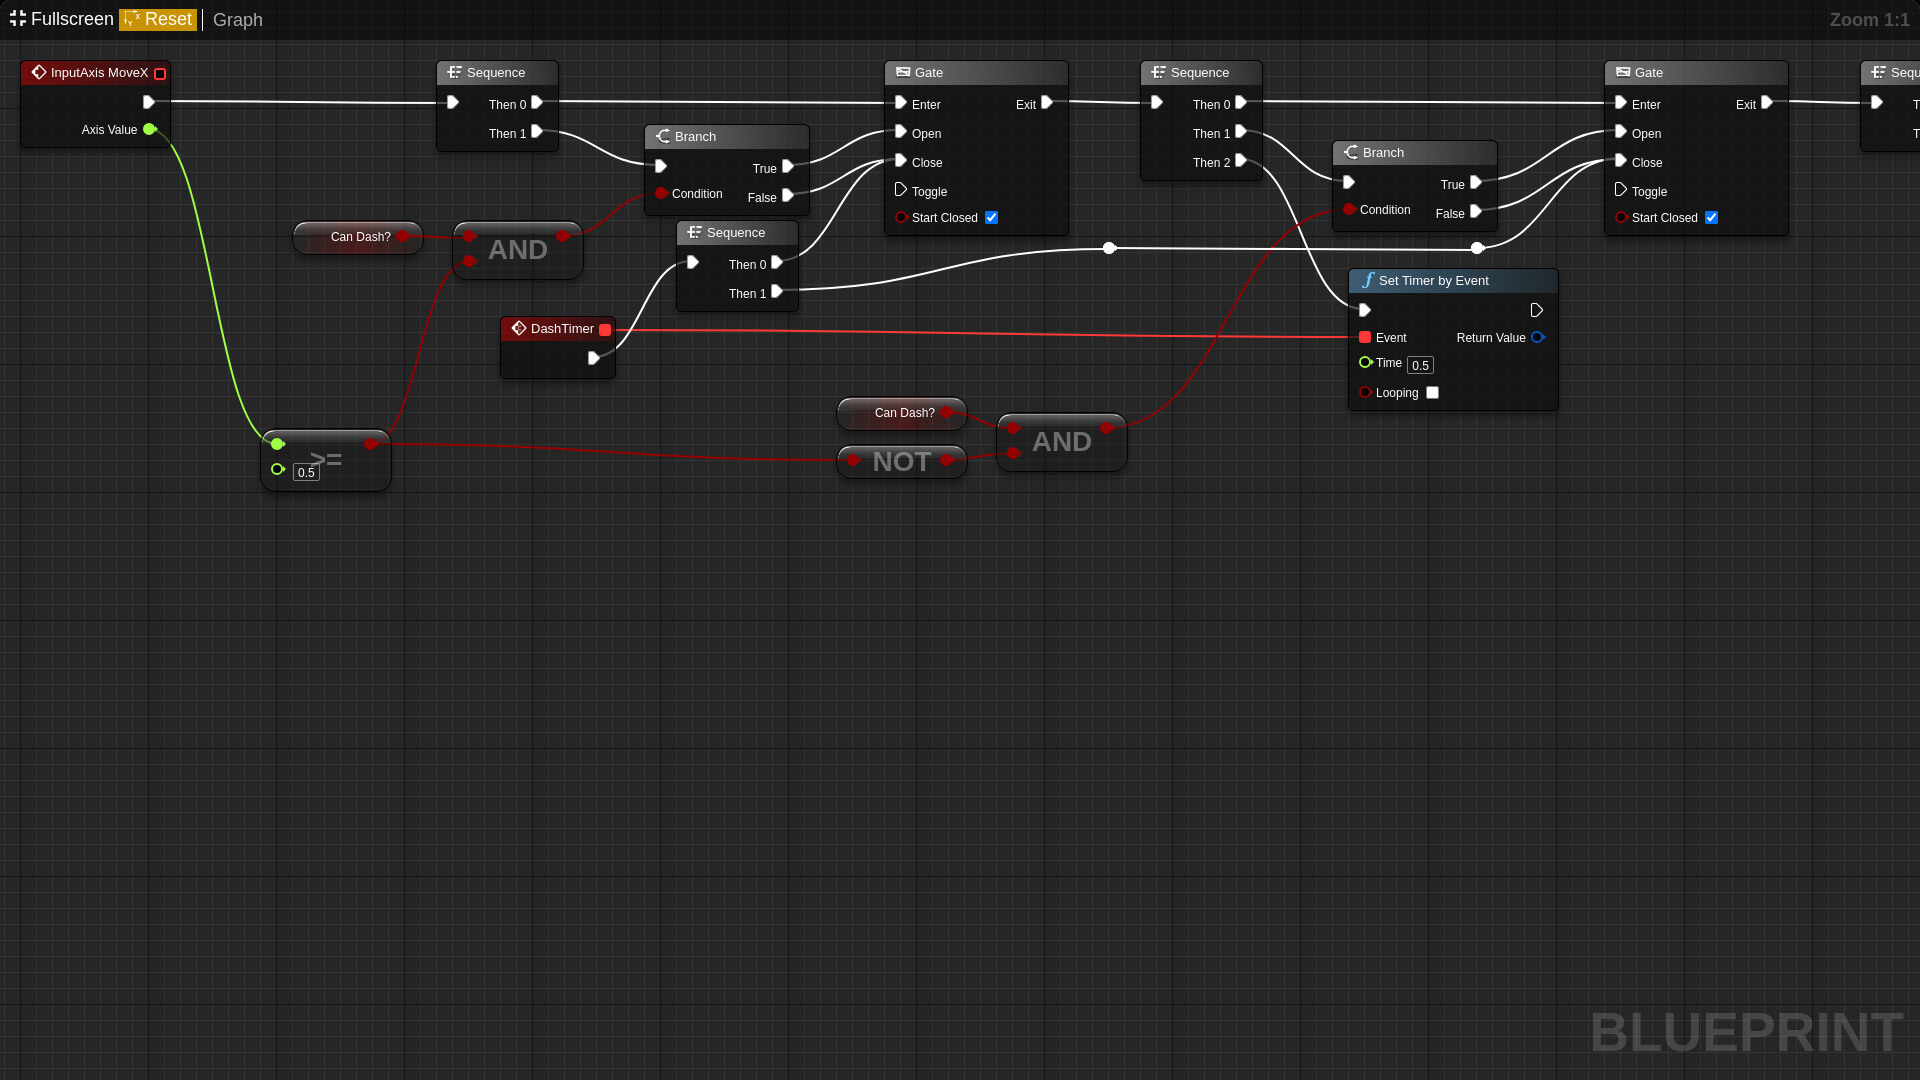 Fullscreen Reset Graph
Zoom 1:1
InputAxis MoveX
Axis Value
Sequence
Then 0
Then 1
Branch
True
Condition
False
Gate
Enter
Exit
Open
Close
Toggle
Start Closed
Sequence
Then 0
Then 1
Then 2
Branch
True
Condition
False
Gate
Enter
Exit
Open
Close
Toggle
Start Closed
Sequ
T
T
Can Dash?
AND
Sequence
Then 0
Then 1
DashTimer
Set Timer by Event
Event
Return Value
Time 0.5
Looping
>=
0.5
Can Dash?
NOT
AND
BLUEPRINT